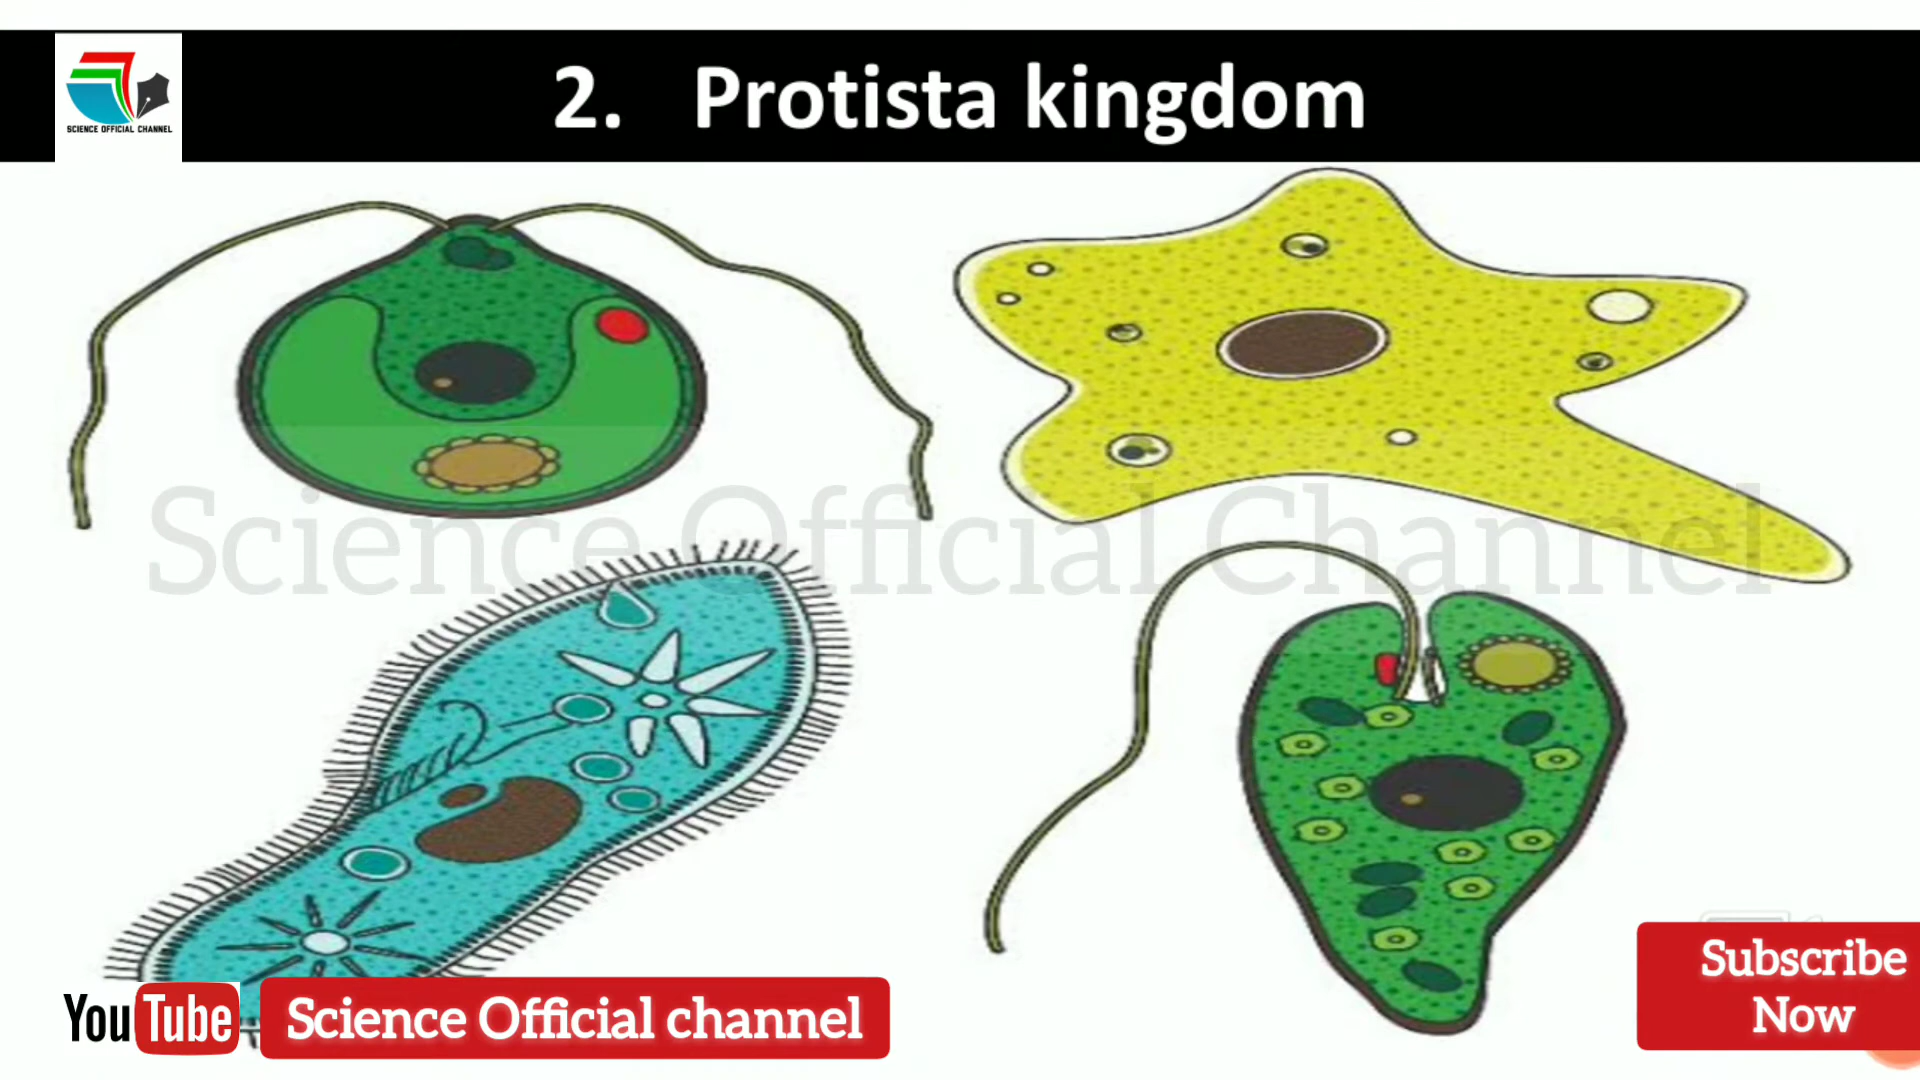 2. Protista kingdom
SCIENCE OFFICIAL CHANNEL
Science Official Channel
YouTube
Science Official channel
Subscribe
Now